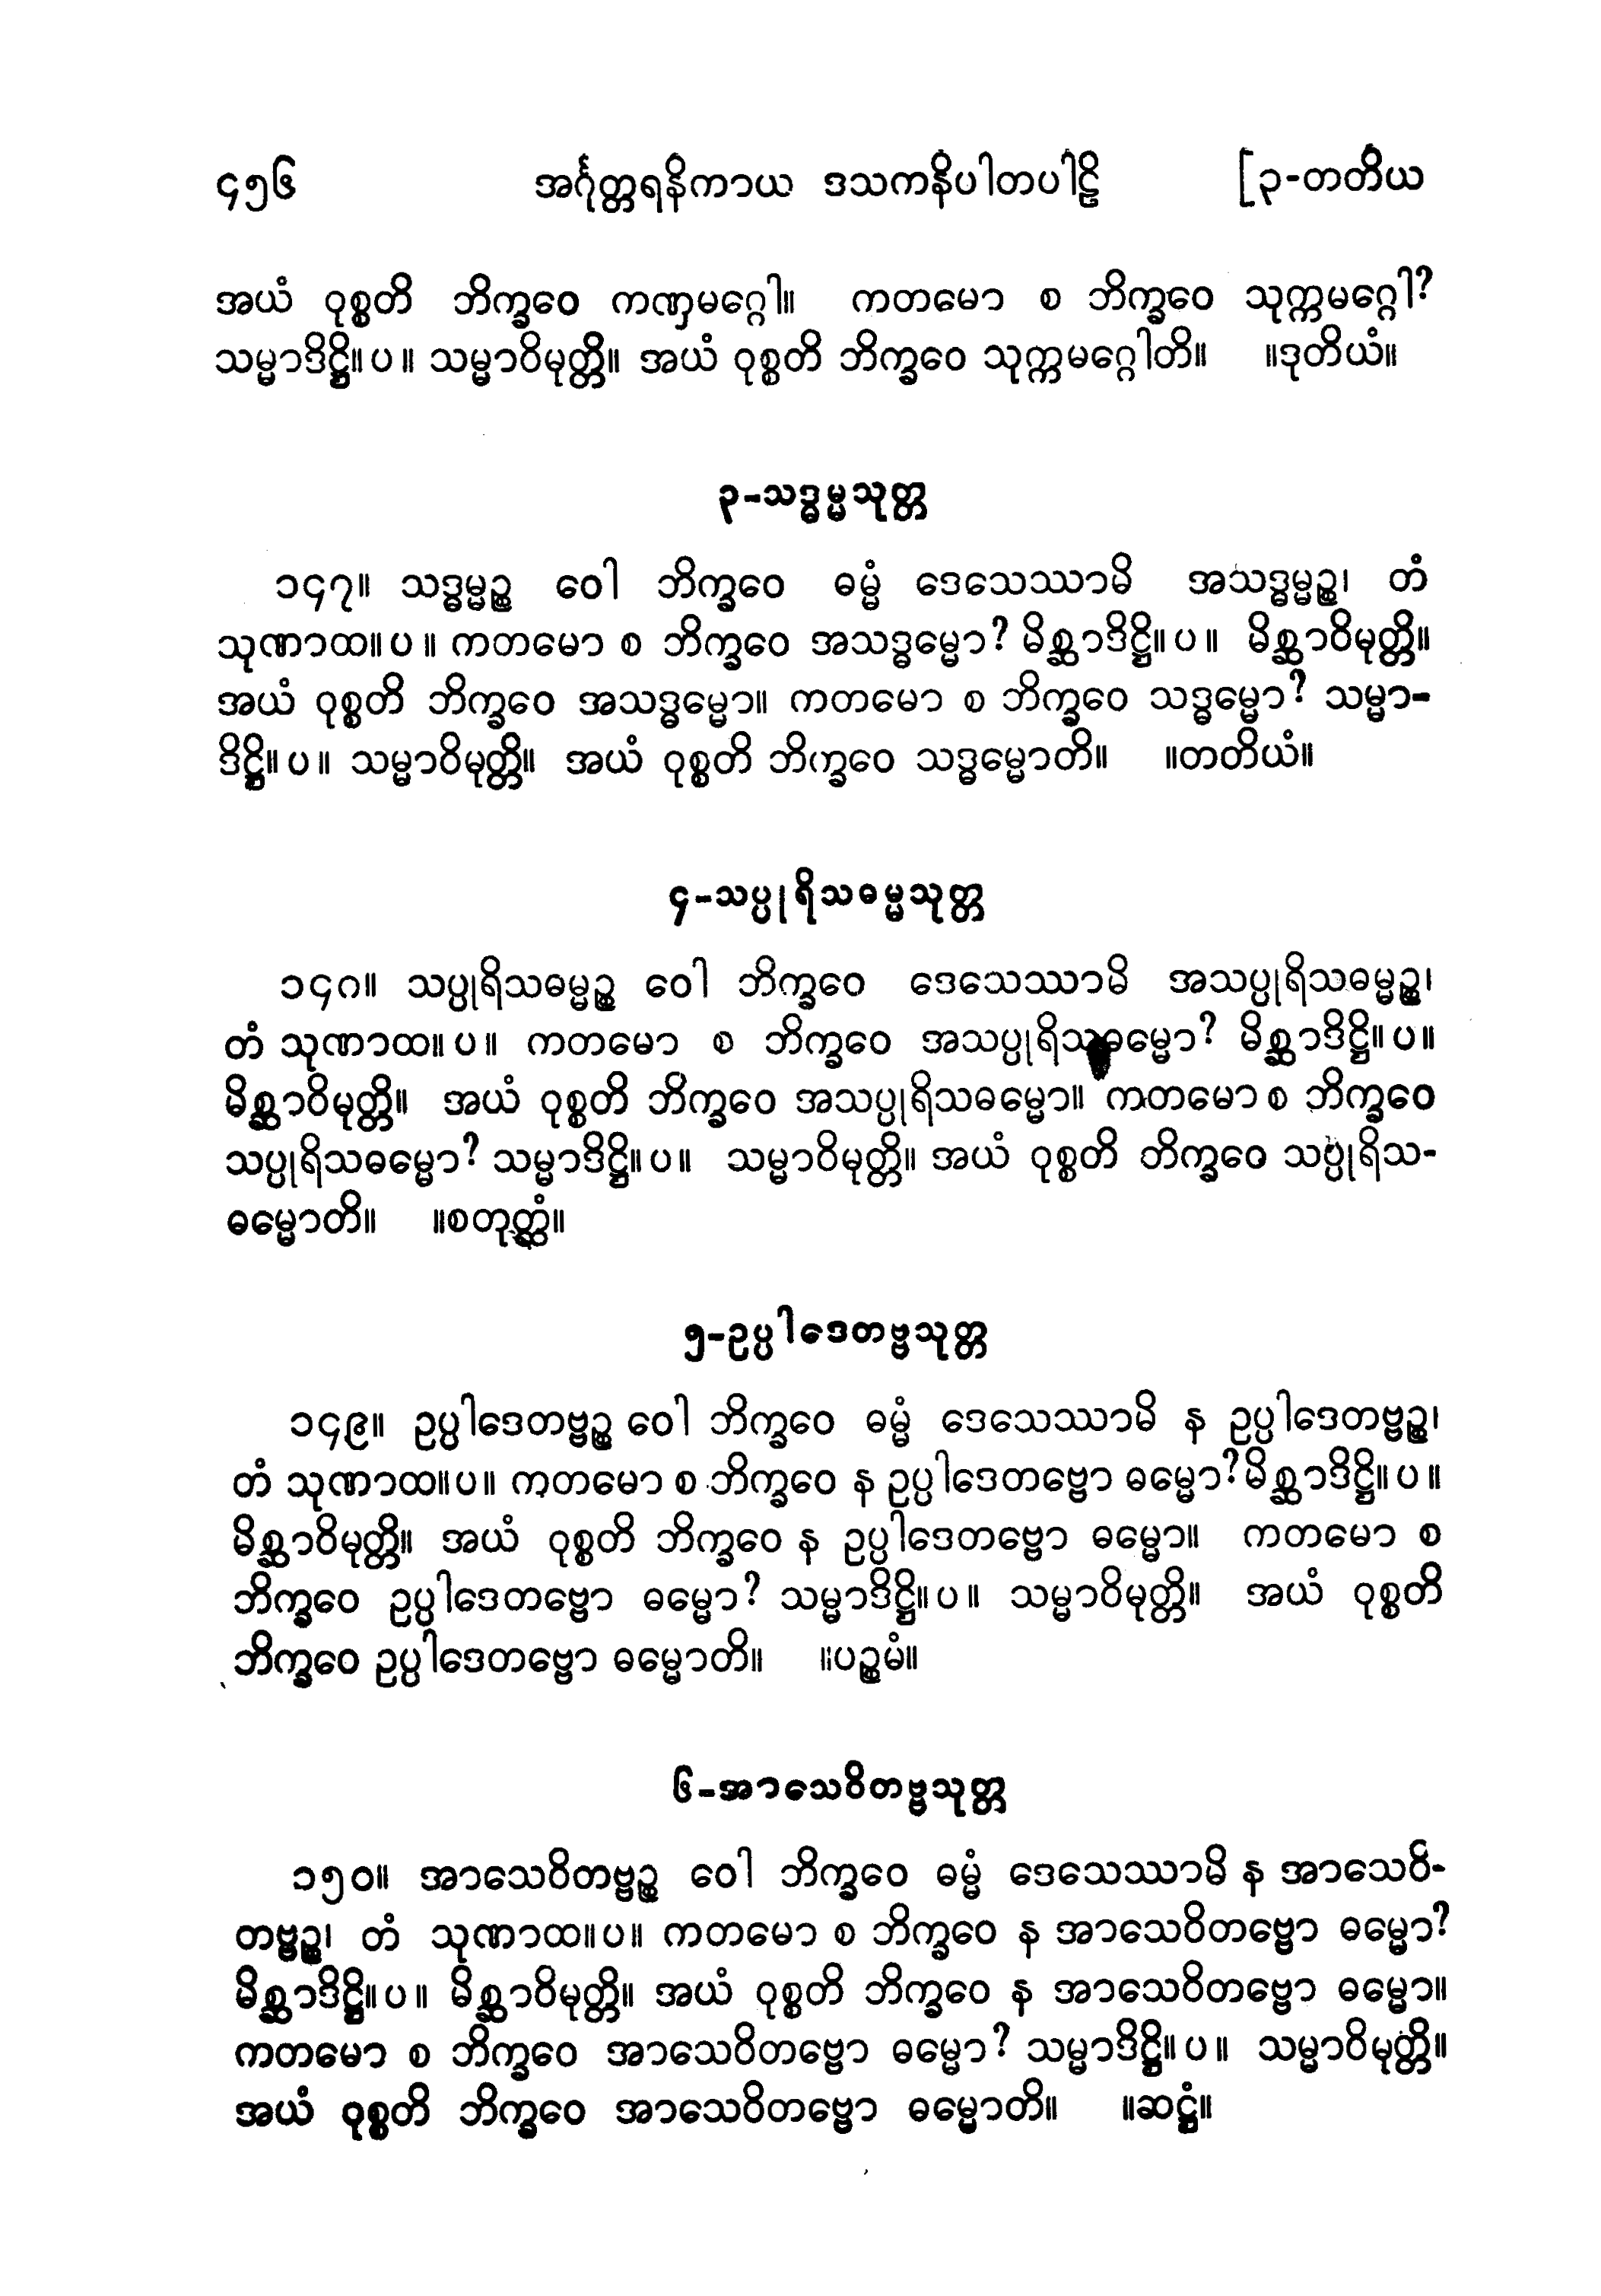 ၄၅၆ အင်္ဂုတ္တရနိကာယ ဒသကနိပါတပါဠိ [၃-တတိယ
အယံ ဝုစ္စတိ ဘိက္ခဝေ ကဏှမဂ္ဂေါ။ ကတမော စ ဘိက္ခဝေ သုက္ကမဂ္ဂေါ?
သမ္မာဒိဋ္ဌိ။ပ။ သမ္မာဝိမုတ္တိ။ အယံ ဝုစ္စတိ ဘိက္ခဝေ သုက္ကမဂ္ဂေါတိ။ ။ဒုတိယံ။
၃-သဒ္ဓမ္မသုတ္တ
၁၄၇။ သဒ္ဓမ္မဉ္စ ဝေါ ဘိက္ခဝေ ဓမ္မံ ဒေသေဿာမိ အသဒ္ဓမ္မဉ္စ၊ တံ
သုဏာထ။ပ။ ကတမော စ ဘိက္ခဝေ အသဒ္ဓမ္မော? မိစ္ဆာဒိဋ္ဌိ။ပ။ မိစ္ဆာဝိမုတ္တိ။
အယံ ဝုစ္စတိ ဘိက္ခဝေ အသဒ္ဓမ္မော။ ကတမော စ ဘိက္ခဝေ သဒ္ဓမ္မော? သမ္မာ-
ဒိဋ္ဌိ။ပ။ သမ္မာဝိမုတ္တိ။ အယံ ဝုစ္စတိ ဘိက္ခဝေ သဒ္ဓမ္မောတိ။ ။တတိယံ။
၄-သပ္ပုရိသဓမ္မသုတ္တ
၁၄၈။ သပ္ပုရိသဓမ္မဉ္စ ဝေါ ဘိက္ခဝေ ဒေသေဿာမိ အသပ္ပုရိသဓမ္မဉ္စ၊
တံ သုဏာထ။ပ။ ကတမော စ ဘိက္ခဝေ အသပ္ပုရိသဓမ္မော? မိစ္ဆာဒိဋ္ဌိ။ပ။
မိစ္ဆာဝိမုတ္တိ။ အယံ ဝုစ္စတိ ဘိက္ခဝေ အသပ္ပုရိသဓမ္မော။ ကတမော စ ဘိက္ခဝေ
သပ္ပုရိသဓမ္မော? သမ္မာဒိဋ္ဌိ။ပ။ သမ္မာဝိမုတ္တိ။ အယံ ဝုစ္စတိ ဘိက္ခဝေ သပ္ပုရိသ-
ဓမ္မောတိ။ ။စတုတ္ထံ။
၅-ဥပ္ပါဒေတဗ္ဗသုတ္တ
၁၄၉။ ဥပ္ပါဒေတဗ္ဗဉ္စ ဝေါ ဘိက္ခဝေ ဓမ္မံ ဒေသေဿာမိ န ဥပ္ပါဒေတဗ္ဗဉ္စ၊
တံ သုဏာထ။ပ။ ကတမော စ ဘိက္ခဝေ န ဥပ္ပါဒေတဗ္ဗော ဓမ္မော? မိစ္ဆာဒိဋ္ဌိ။ပ။
မိစ္ဆာဝိမုတ္တိ။ အယံ ဝုစ္စတိ ဘိက္ခဝေ န ဥပ္ပါဒေတဗ္ဗော ဓမ္မော။ ကတမော စ
ဘိက္ခဝေ ဥပ္ပါဒေတဗ္ဗော ဓမ္မော? သမ္မာဒိဋ္ဌိ။ပ။ သမ္မာဝိမုတ္တိ။ အယံ ဝုစ္စတိ
ဘိက္ခဝေ ဥပ္ပါဒေတဗ္ဗော ဓမ္မောတိ။ ။ပဉ္စမံ။
၆-အာသေဝိတဗ္ဗသုတ္တ
၁၅၀။ အာသေဝိတဗ္ဗဉ္စ ဝေါ ဘိက္ခဝေ ဓမ္မံ ဒေသေဿာမိ န အာသေဝိ-
တဗ္ဗဉ္စ၊ တံ သုဏာထ။ပ။ ကတမော စ ဘိက္ခဝေ န အာသေဝိတဗ္ဗော ဓမ္မော?
မိစ္ဆာဒိဋ္ဌိ။ပ။ မိစ္ဆာဝိမုတ္တိ။ အယံ ဝုစ္စတိ ဘိက္ခဝေ န အာသေဝိတဗ္ဗော ဓမ္မော။
ကတမော စ ဘိက္ခဝေ အာသေဝိတဗ္ဗော ဓမ္မော? သမ္မာဒိဋ္ဌိ။ပ။ သမ္မာဝိမုတ္တိ။
အယံ ဝုစ္စတိ ဘိက္ခဝေ အာသေဝိတဗ္ဗော ဓမ္မောတိ။ ။ဆဋ္ဌံ။